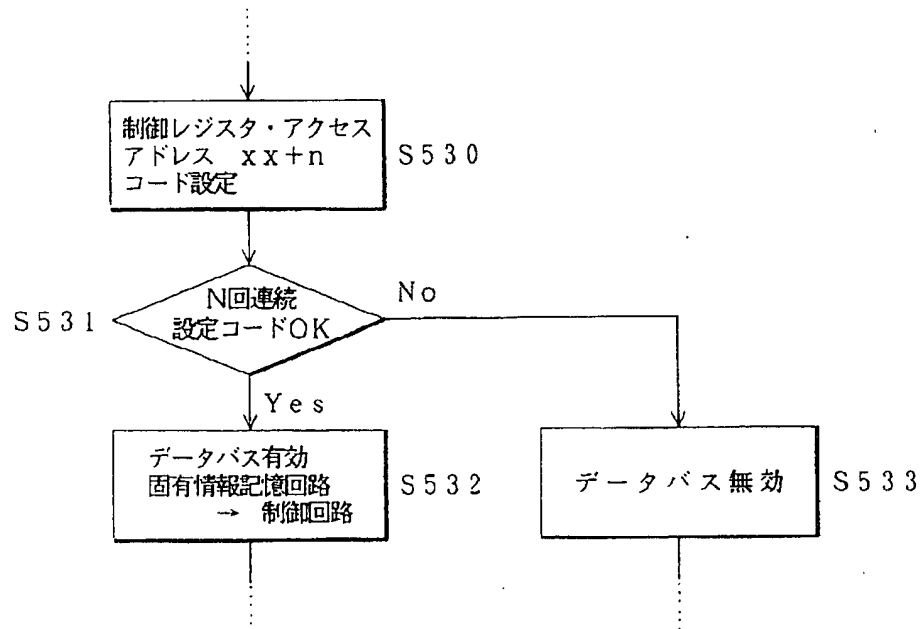 制御レジスタ・アクセス
アドレス xx+n
コード設定
S530
N回連続
設定コードOK
S531
No
Yes
データバス有効
固有情報記憶回路
→ 制御回路
S532
データバス無効
S533